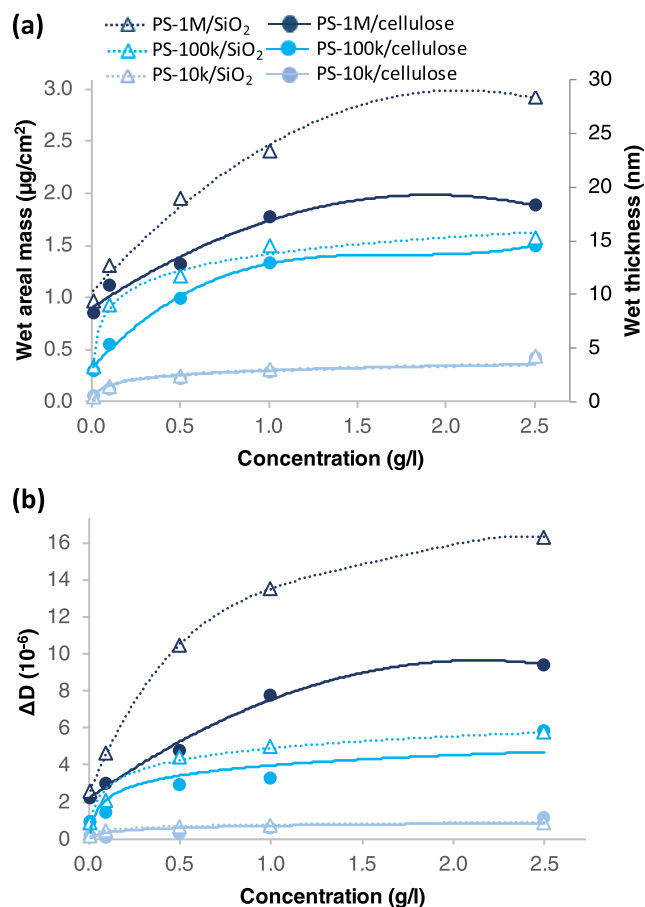 (a)
PS-1M/SiO₂ PS-1M/cellulose
PS-100k/SiO₂ PS-100k/cellulose
PS-10k/SiO₂ PS-10k/cellulose
Wet areal mass (µg/cm²)
3.0
2.5
2.0
1.5
1.0
0.5
0.0
30
25
20
15
10
5
0
Wet thickness (nm)
0.0 0.5 1.0 1.5 2.0 2.5
Concentration (g/l)
(b)
ΔD (10⁻⁶)
16
14
12
10
8
6
4
2
0
0.0 0.5 1.0 1.5 2.0 2.5
Concentration (g/l)